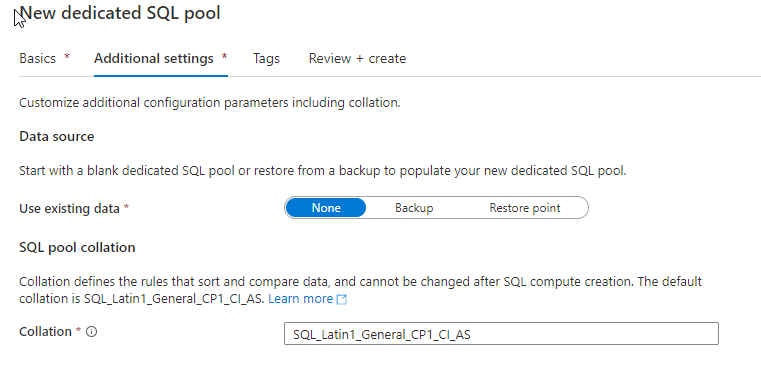 New dedicated SQL pool
Basics * Additional settings * Tags Review + create
Customize additional configuration parameters including collation.
Data source
Start with a blank dedicated SQL pool or restore from a backup to populate your new dedicated SQL pool.
Use existing data * None Backup Restore point
SQL pool collation
Collation defines the rules that sort and compare data, and cannot be changed after SQL compute creation. The default
collation is SQL_Latin1_General_CP1_CI_AS. Learn more
Collation * SQL_Latin1_General_CP1_CI_AS